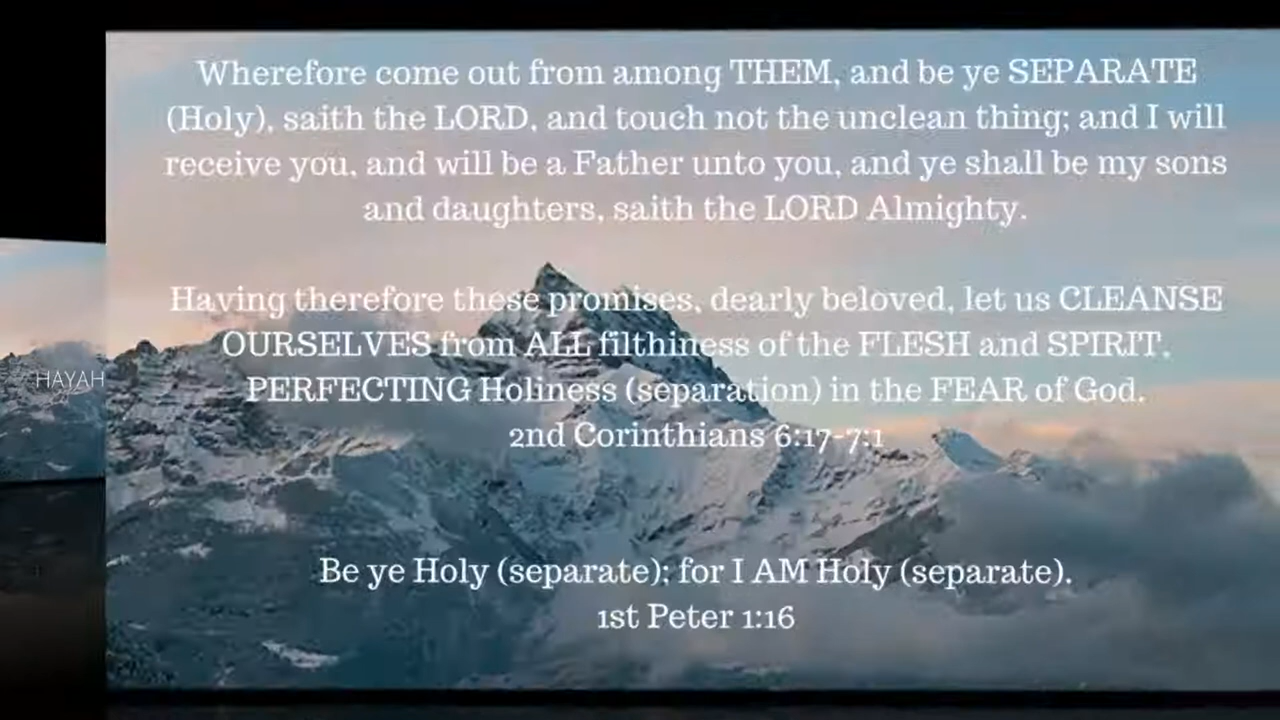 Wherefore come out from among THEM, and be ye SEPARATE
(Holy), saith the LORD, and touch not the unclean thing; and I will
receive you, and will be a Father unto you, and ye shall be my sons
and daughters, saith the LORD Almighty.
Having therefore these promises, dearly beloved, let us CLEANSE
OURSELVES from ALL filthiness of the FLESH and SPIRIT,
PERFECTING Holiness (separation) in the FEAR of God.
2nd Corinthians 6:17-7:1
HAYAH
Be ye Holy (separate); for I AM Holy (separate).
1st Peter 1:16